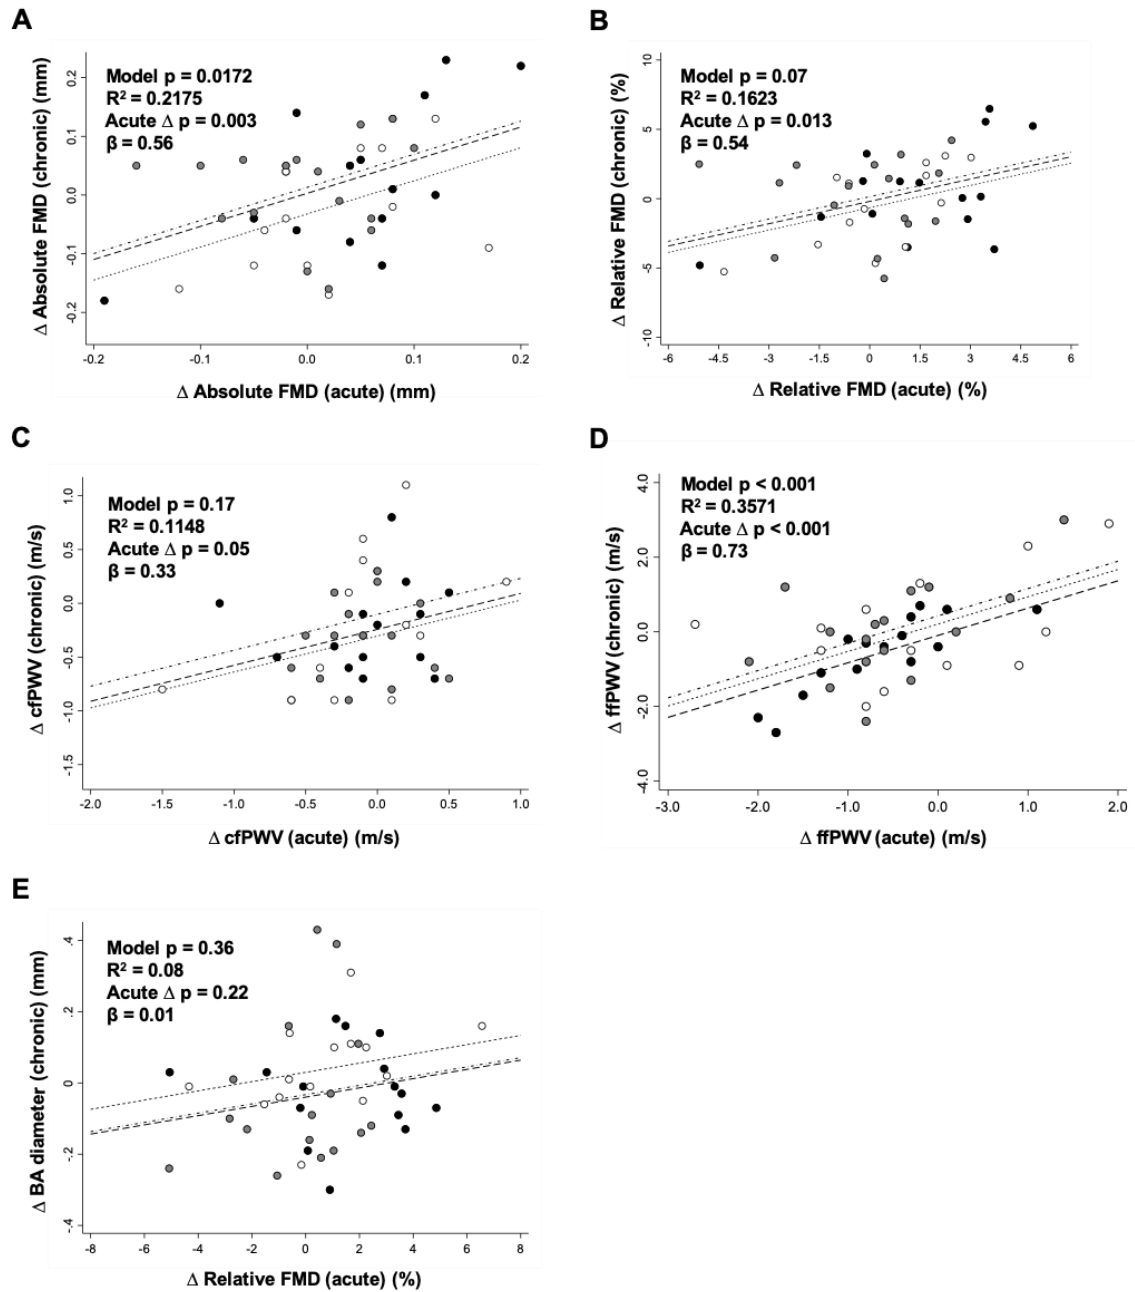 A
Model p = 0.0172
R² = 0.2175
Acute Δ p = 0.003
β = 0.56
Δ Absolute FMD (chronic) (mm)
0.2
0.1
0.0
-0.1
-0.2
-0.2 -0.1 0.0 0.1 0.2
Δ Absolute FMD (acute) (mm)
B
Model p = 0.07
R² = 0.1623
Acute Δ p = 0.013
β = 0.54
Δ Relative FMD (chronic) (%)
10
5
0
-5
-10
-6 -4.5 -3 -1.5 0 1.5 3 4.5 6
Δ Relative FMD (acute) (%)
C
Model p = 0.17
R² = 0.1148
Acute Δ p = 0.05
β = 0.33
Δ cfPWV (chronic) (m/s)
1.0
0.5
0.0
-0.5
-1.0
-1.5
-2.0 -1.5 -1.0 -0.5 0.0 0.5 1.0
Δ cfPWV (acute) (m/s)
D
Model p < 0.001
R² = 0.3571
Acute Δ p < 0.001
β = 0.73
Δ ffPWV (chronic) (m/s)
4.0
2.0
0.0
-2.0
-4.0
-3.0 -2.0 -1.0 0.0 1.0 2.0
Δ ffPWV (acute) (m/s)
E
Model p = 0.36
R² = 0.08
Acute Δ p = 0.22
β = 0.01
Δ BA diameter (chronic) (mm)
.4
.2
0
-.2
-.4
-8 -6 -4 -2 0 2 4 6 8
Δ Relative FMD (acute) (%)